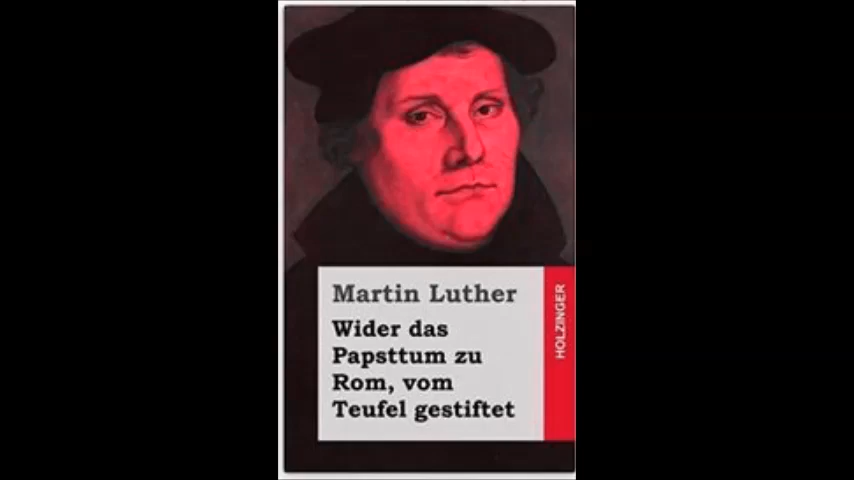 Martin Luther
Wider das
Papsttum zu
Rom, vom
Teufel gestiftet
HOLZINGER